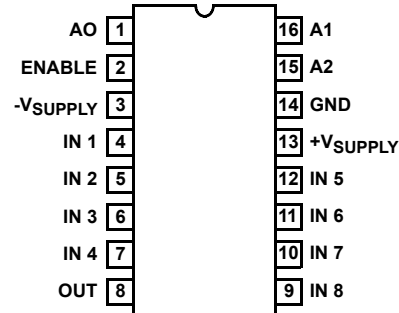 AO 1 16 A1
ENABLE 2 15 A2
-VSUPPLY 3 14 GND
IN 1 4 13 +VSUPPLY
IN 2 5 12 IN 5
IN 3 6 11 IN 6
IN 4 7 10 IN 7
OUT 8 9 IN 8